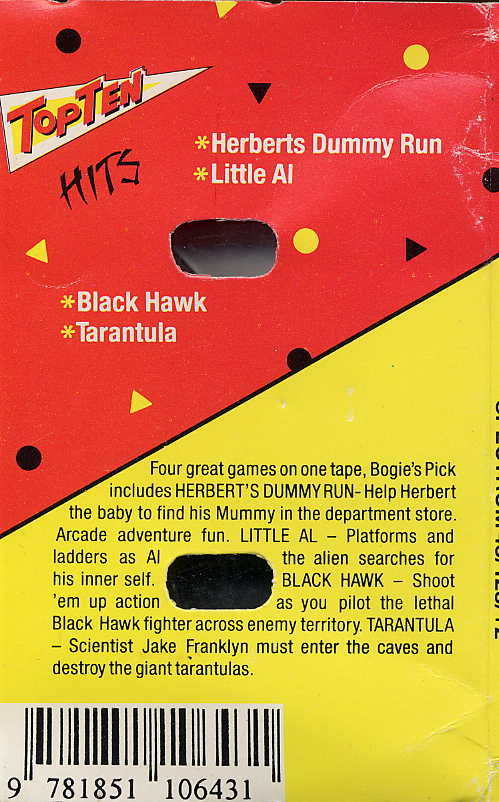 TOP TEN
HITS
*Herberts Dummy Run
*Little Al
*Black Hawk
*Tarantula
Four great games on one tape, Bogie's Pick
includes HERBERT'S DUMMY RUN- Help Herbert
the baby to find his Mummy in the department store.
Arcade adventure fun. LITTLE AL – Platforms and
ladders as Al the alien searches for
his inner self. BLACK HAWK – Shoot
'em up action as you pilot the lethal
Black Hawk fighter across enemy territory. TARANTULA
– Scientist Jake Franklyn must enter the caves and
destroy the giant tarantulas.
9 781851 106431